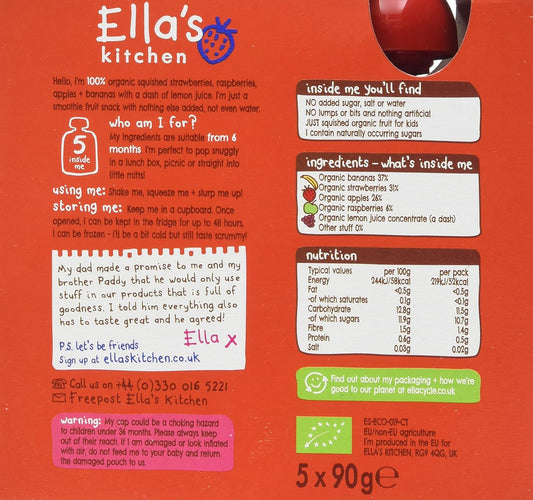 Ella's
kitchen
Hello, I'm 100% organic squished strawberries, raspberries,
apples + bananas with a dash of lemon juice. I'm just a
smoothie fruit snack with nothing else added, not even water.
who am I for?
My ingredients are suitable from 6
months. I'm perfect to pop snuggly
in a lunch box, picnic or straight into
little mitts!
5
inside
me
using me: Shake me, squeeze me + slurp me up!
storing me: Keep me in a cupboard. Once
opened, I can be kept in the fridge for up to 48 hours.
I can be frozen - I'll be a bit cold but still taste scrummy!
My dad made a promise to me and my
brother Paddy that he would only use
stuff in our products that is full of
goodness. I told him everything also
has to taste great and he agreed!
Ella x
P.S. let's be friends
Sign up at ellaskitchen.co.uk
Call us on +44 (0)330 016 5221
Freepost Ella's Kitchen
warning: My cap could be a choking hazard
to children under 36 months. Please always keep
out of their reach. If I am damaged or look inflated
with air, do not feed me to your baby and return
the damaged pouch to us.
inside me you'll find
NO added sugar, salt or water
NO lumps or bits and nothing artificial
JUST squished organic fruit for kids
I contain naturally occurring sugars
ingredients - what's inside me
Organic bananas 37%
Organic strawberries 31%
Organic apples 26%
Organic raspberries 6%
Organic lemon juice concentrate (a dash)
Other stuff 0%
nutrition
Typical values per 100g per pack
Energy 244kJ/58kcal 219kJ/52kcal
Fat <0.5g <0.5g
-of which saturates 0.1g <0.1g
Carbohydrate 12.8g 11.5g
-of which sugars 11.9g 10.7g
Fibre 1.5g 1.4g
Protein 0.6g 0.5g
Salt 0.03g 0.02g
Find out about my packaging + how we're
good to our planet at ellacycle.co.uk
ES-ECO-019-CT
EU/non-EU agriculture
I'm produced in the EU for
ELLA'S KITCHEN, RG9 4QG, UK
5 x 90g e